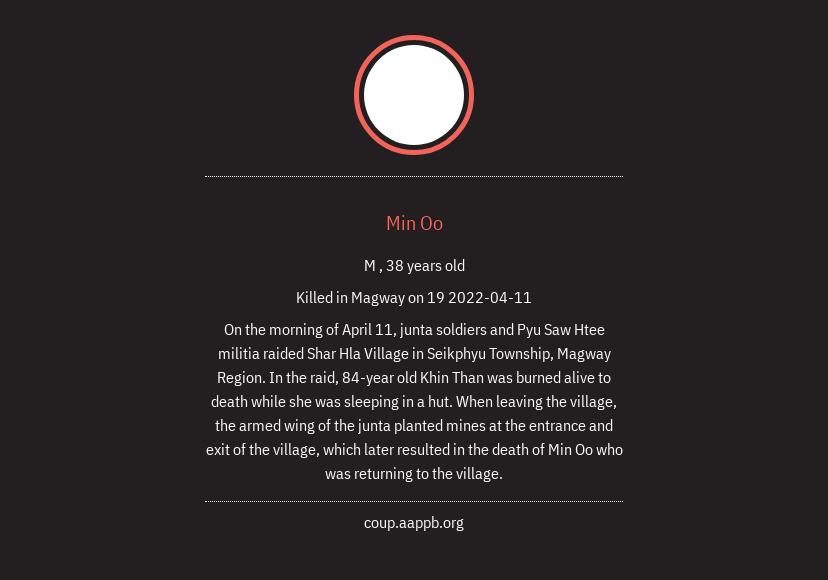 Min Oo
M , 38 years old
Killed in Magway on 19 2022-04-11
On the morning of April 11, junta soldiers and Pyu Saw Htee
militia raided Shar Hla Village in Seikphyu Township, Magway
Region. In the raid, 84-year old Khin Than was burned alive to
death while she was sleeping in a hut. When leaving the village,
the armed wing of the junta planted mines at the entrance and
exit of the village, which later resulted in the death of Min Oo who
was returning to the village.
coup.aappb.org